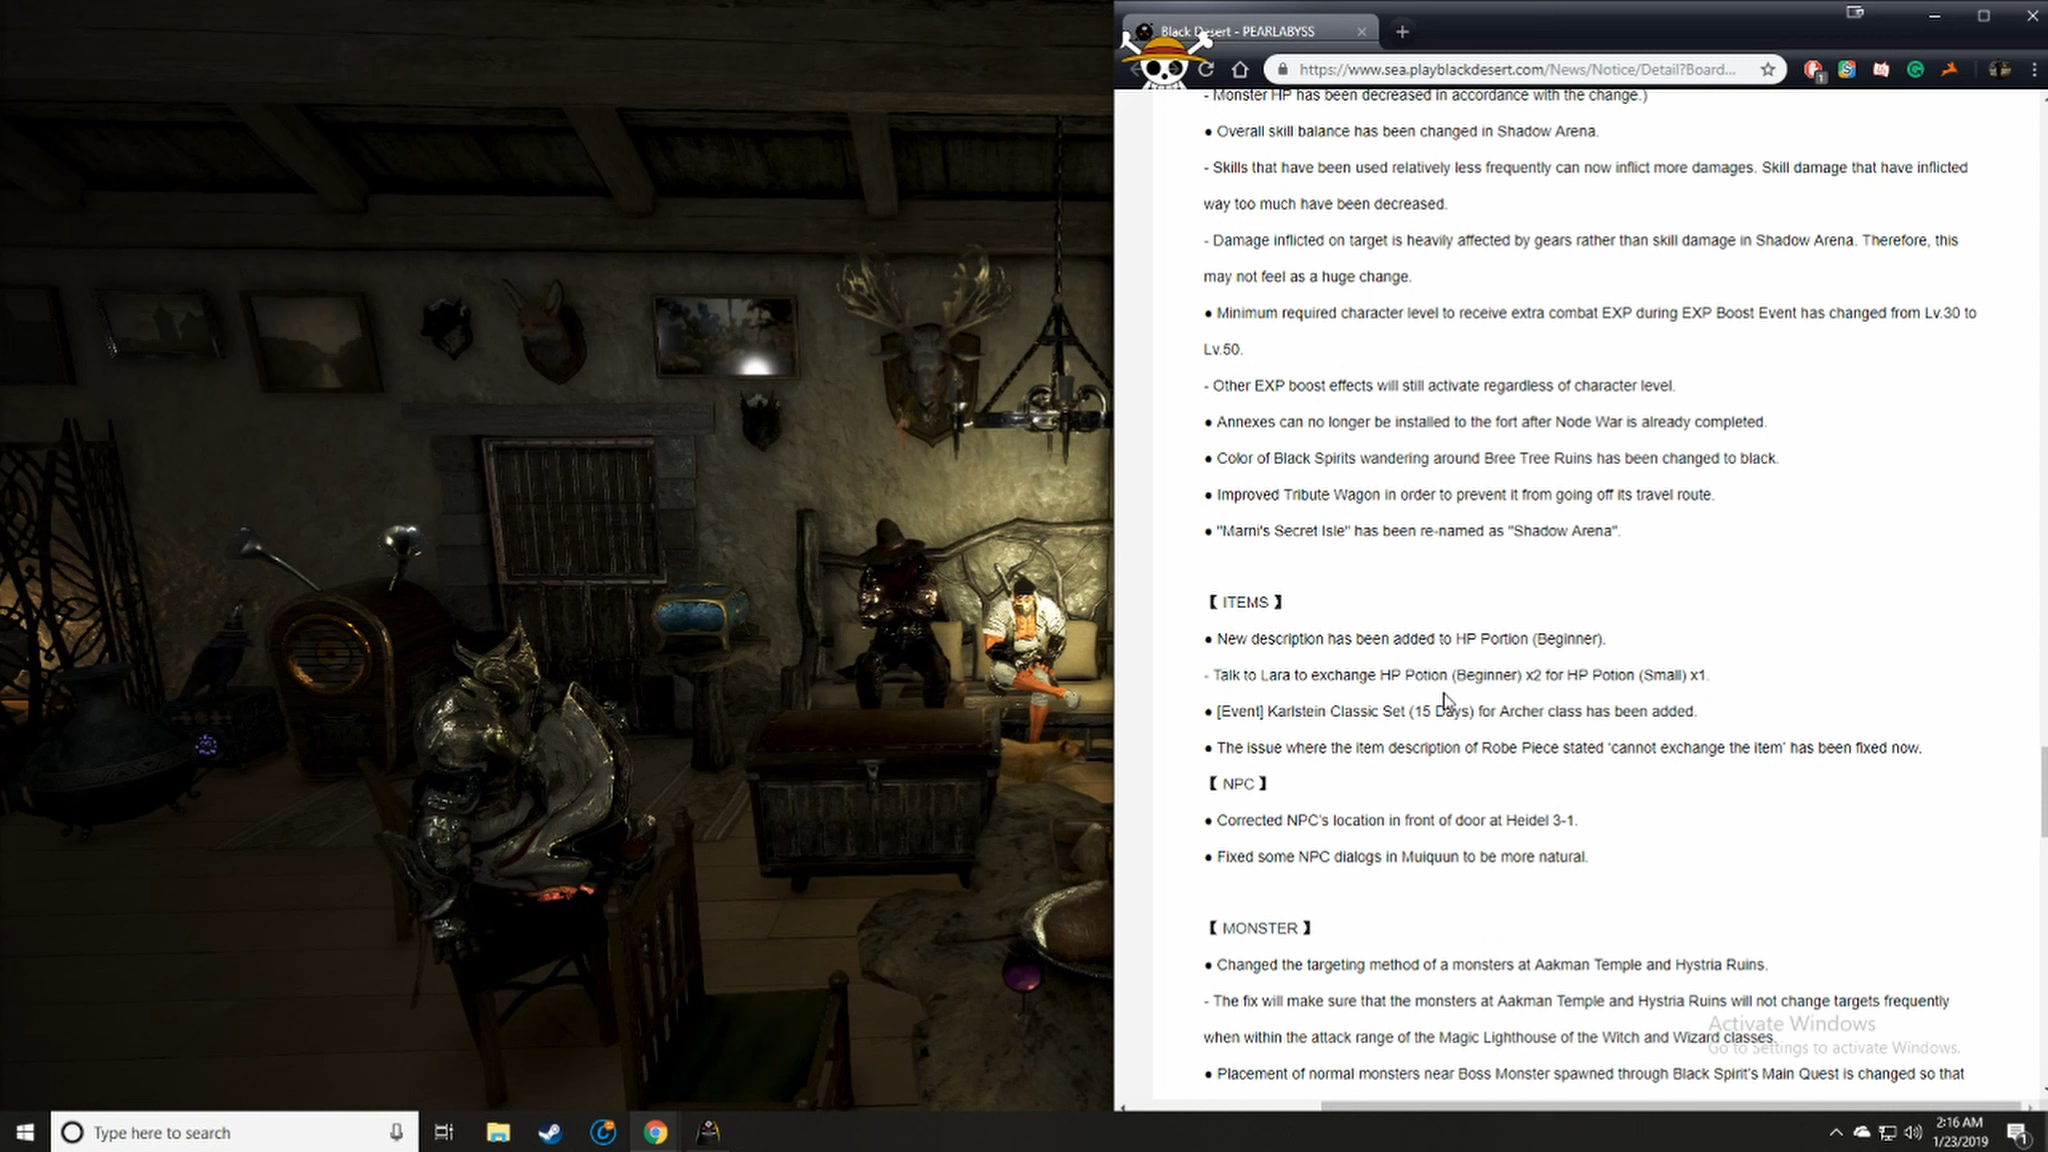 Black Desert - PEARLABYSS
https://www.sea.playblackdesert.com/News/Notice/Detail?Board...
- Monster HP has been decreased in accordance with the change.)
● Overall skill balance has been changed in Shadow Arena.
- Skills that have been used relatively less frequently can now inflict more damages. Skill damage that have inflicted
way too much have been decreased.
- Damage inflicted on target is heavily affected by gears rather than skill damage in Shadow Arena. Therefore, this
may not feel as a huge change.
● Minimum required character level to receive extra combat EXP during EXP Boost Event has changed from Lv.30 to
Lv.50.
- Other EXP boost effects will still activate regardless of character level.
● Annexes can no longer be installed to the fort after Node War is already completed.
● Color of Black Spirits wandering around Bree Tree Ruins has been changed to black.
● Improved Tribute Wagon in order to prevent it from going off its travel route.
● "Marni's Secret Isle" has been re-named as "Shadow Arena".
【 ITEMS 】
● New description has been added to HP Portion (Beginner).
- Talk to Lara to exchange HP Potion (Beginner) x2 for HP Potion (Small) x1.
● [Event] Karlstein Classic Set (15 Days) for Archer class has been added.
● The issue where the item description of Robe Piece stated 'cannot exchange the item' has been fixed now.
【 NPC 】
● Corrected NPC's location in front of door at Heidel 3-1.
● Fixed some NPC dialogs in Muiquun to be more natural.
【 MONSTER 】
● Changed the targeting method of a monsters at Aakman Temple and Hystria Ruins.
- The fix will make sure that the monsters at Aakman Temple and Hystria Ruins will not change targets frequently
when within the attack range of the Magic Lighthouse of the Witch and Wizard classes.
● Placement of normal monsters near Boss Monster spawned through Black Spirit's Main Quest is changed so that
Activate Windows
Go to Settings to activate Windows.
Type here to search
2:16 AM
1/23/2019